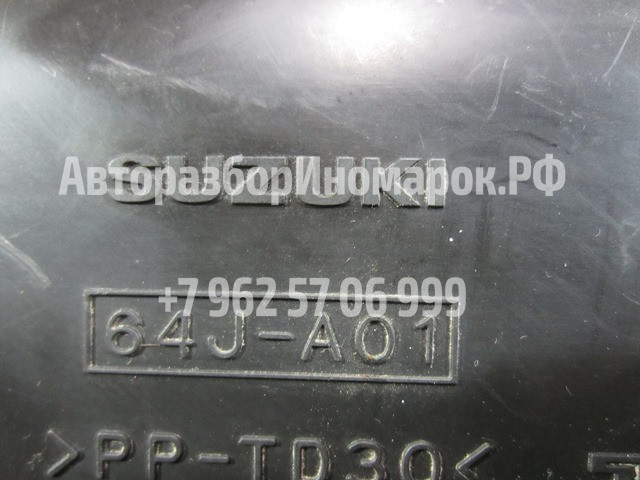 SUZUKI
АвторазборИномарок.РФ
+7 962 57 06 999
64J-A01
>PP-TD30<